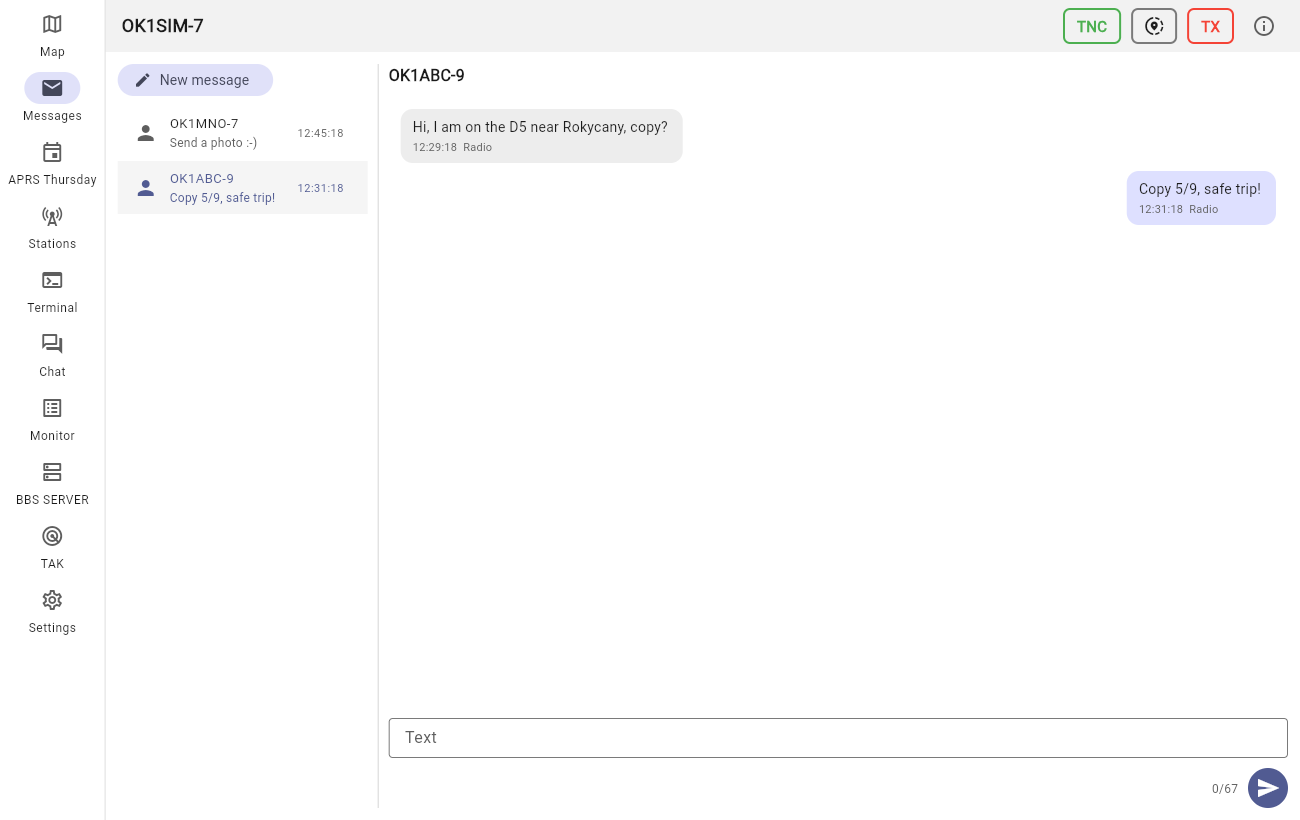 Map
Messages
APRS Thursday
Stations
Terminal
Chat
Monitor
BBS SERVER
TAK
Settings
OK1SIM-7
TNC
TX
New message
OK1MNO-7
Send a photo :-)
12:45:18
OK1ABC-9
Copy 5/9, safe trip!
12:31:18
OK1ABC-9
Hi, I am on the D5 near Rokycany, copy?
12:29:18 Radio
Copy 5/9, safe trip!
12:31:18 Radio
Text
0/67